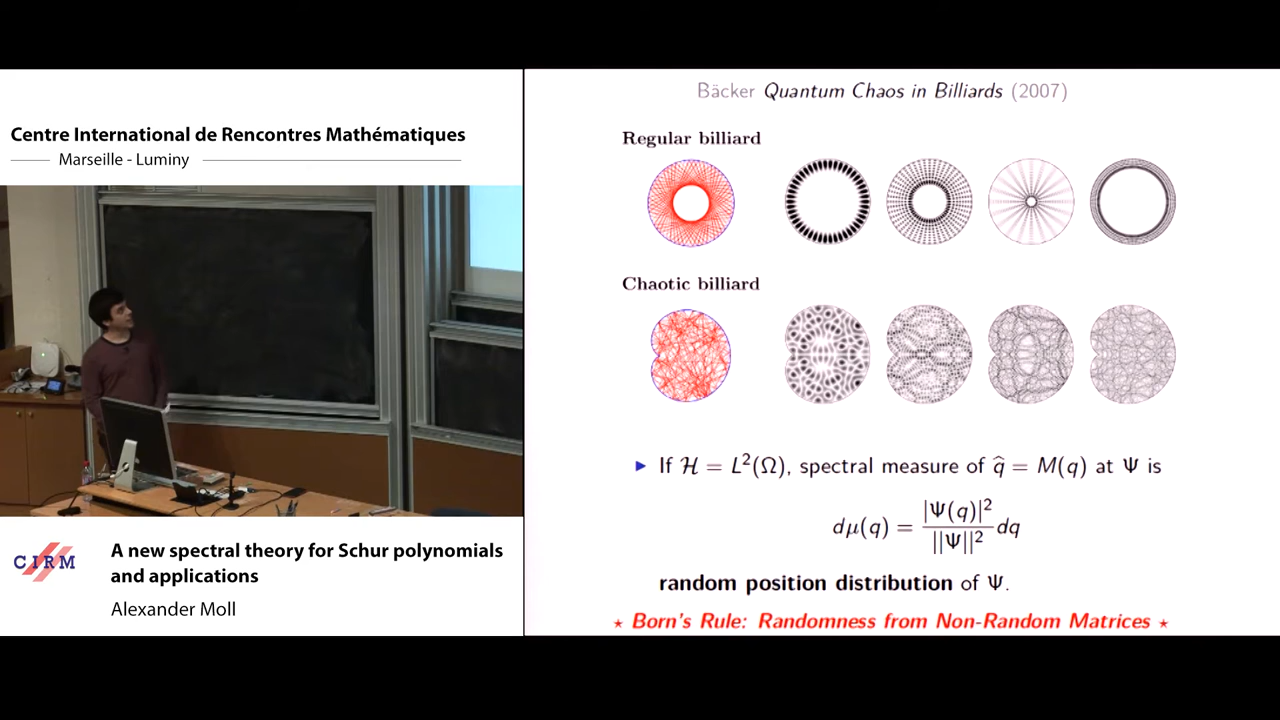 Centre International de Rencontres Mathématiques
Marseille - Luminy
CIRM
A new spectral theory for Schur polynomials
and applications
Alexander Moll
Bäcker Quantum Chaos in Billiards (2007)
Regular billiard
Chaotic billiard
▶ If ℋ = L²(Ω), spectral measure of q̂ = M(q) at Ψ is
dμ(q) = |Ψ(q)|² / ||Ψ||² dq
random position distribution of Ψ.
⋆ Born's Rule: Randomness from Non-Random Matrices ⋆